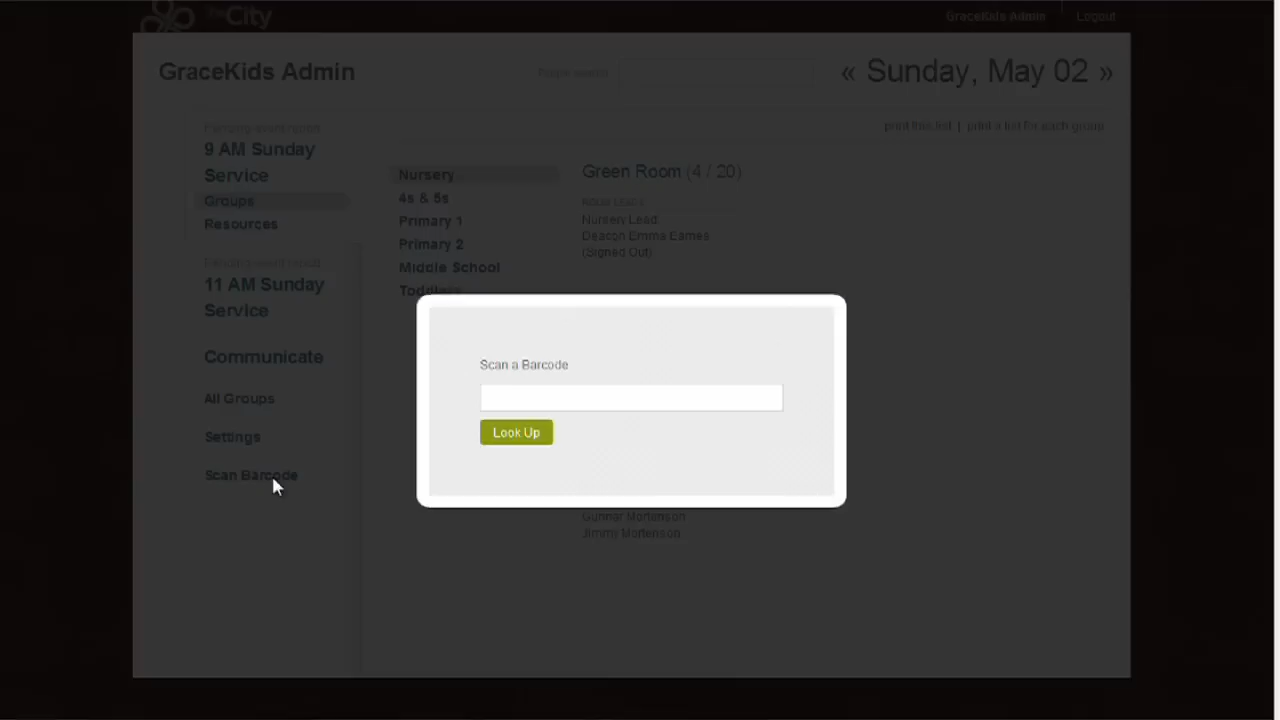 TheCity
GraceKids Admin
Logout
GraceKids Admin
« Sunday, May 02 »
print this list | print a list for each group
9 AM Sunday
Service
Groups
Resources
11 AM Sunday
Service
Communicate
All Groups
Settings
Scan Barcode
Nursery
4s & 5s
Primary 1
Primary 2
Middle School
Toddlers
Green Room (4 / 20)
Nursery Lead
Deacon Emma Eames
(Signed Out)
Scan a Barcode
Look Up
Gunnar Mortenson
Jimmy Mortenson